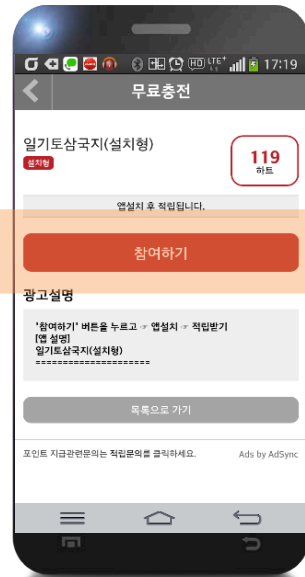 LTE+ 17:19
무료충전
일기토삼국지(설치형)
설치형
119
하트
앱설치 후 적립됩니다.
참여하기
광고설명
'참여하기' 버튼을 누르고 ☞ 앱설치 ☞ 적립받기
[앱 설명]
일기토삼국지(설치형)
=====================
목록으로 가기
포인트 지급관련문의는 적립문의를 클릭하세요. Ads by AdSync